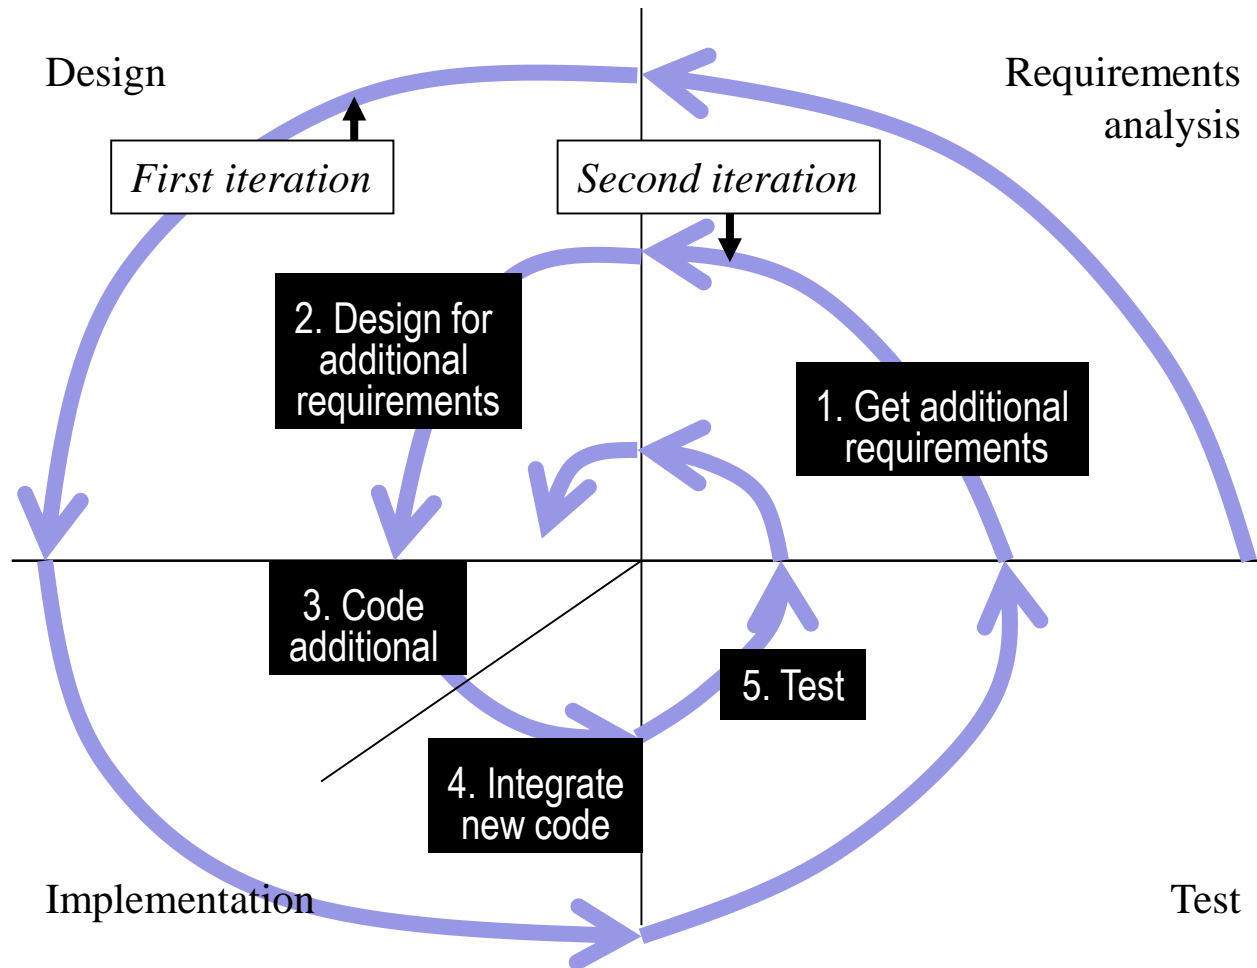 Design
Requirements
analysis
First iteration
Second iteration
2. Design for
additional
requirements
1. Get additional
requirements
3. Code
additional
5. Test
4. Integrate
new code
Implementation
Test